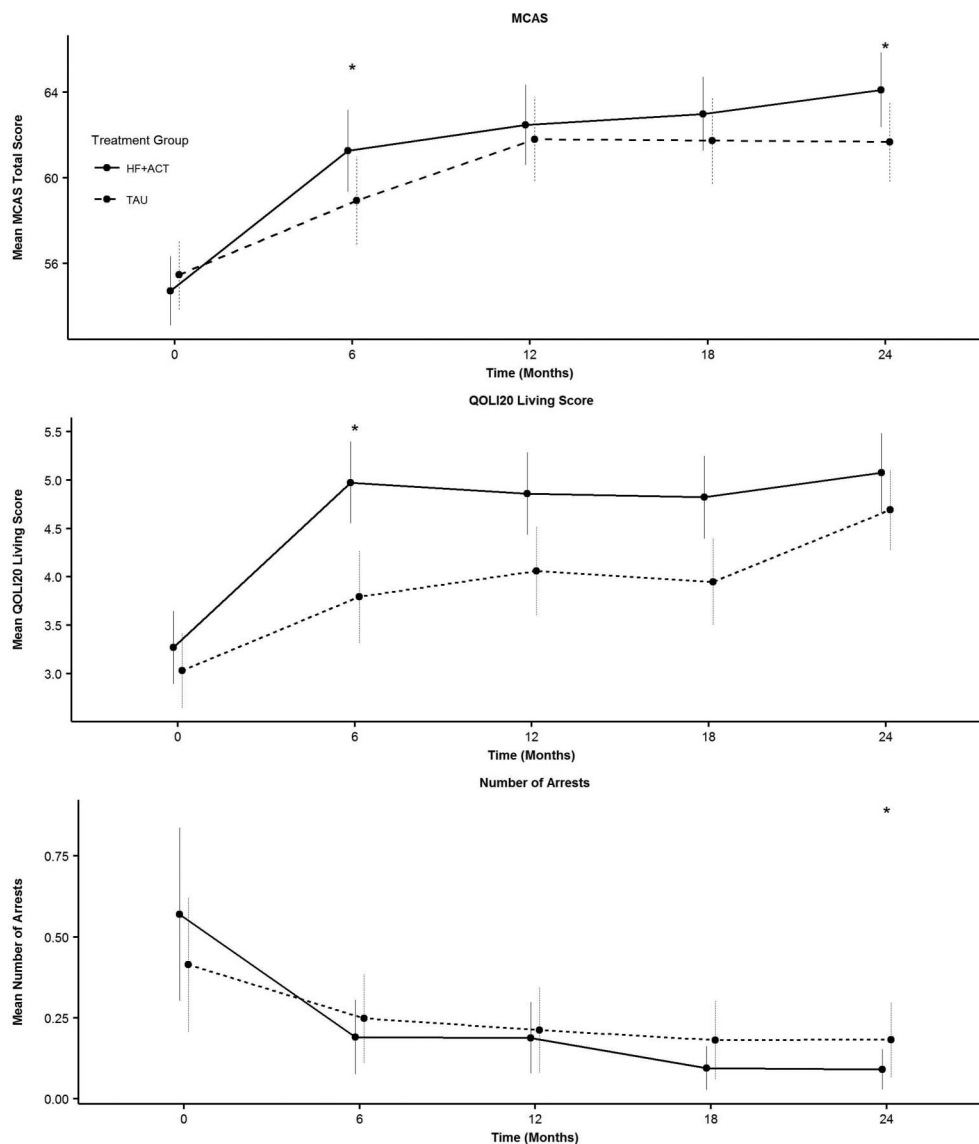 MCAS
*
*
64
60
56
Mean MCAS Total Score
Treatment Group
HF+ACT
TAU
0 6 12 18 24
Time (Months)
QOLI20 Living Score
*
5.5
5.0
4.5
4.0
3.5
3.0
Mean QOLI20 Living Score
0 6 12 18 24
Time (Months)
Number of Arrests
*
0.75
0.50
0.25
0.00
Mean Number of Arrests
0 6 12 18 24
Time (Months)